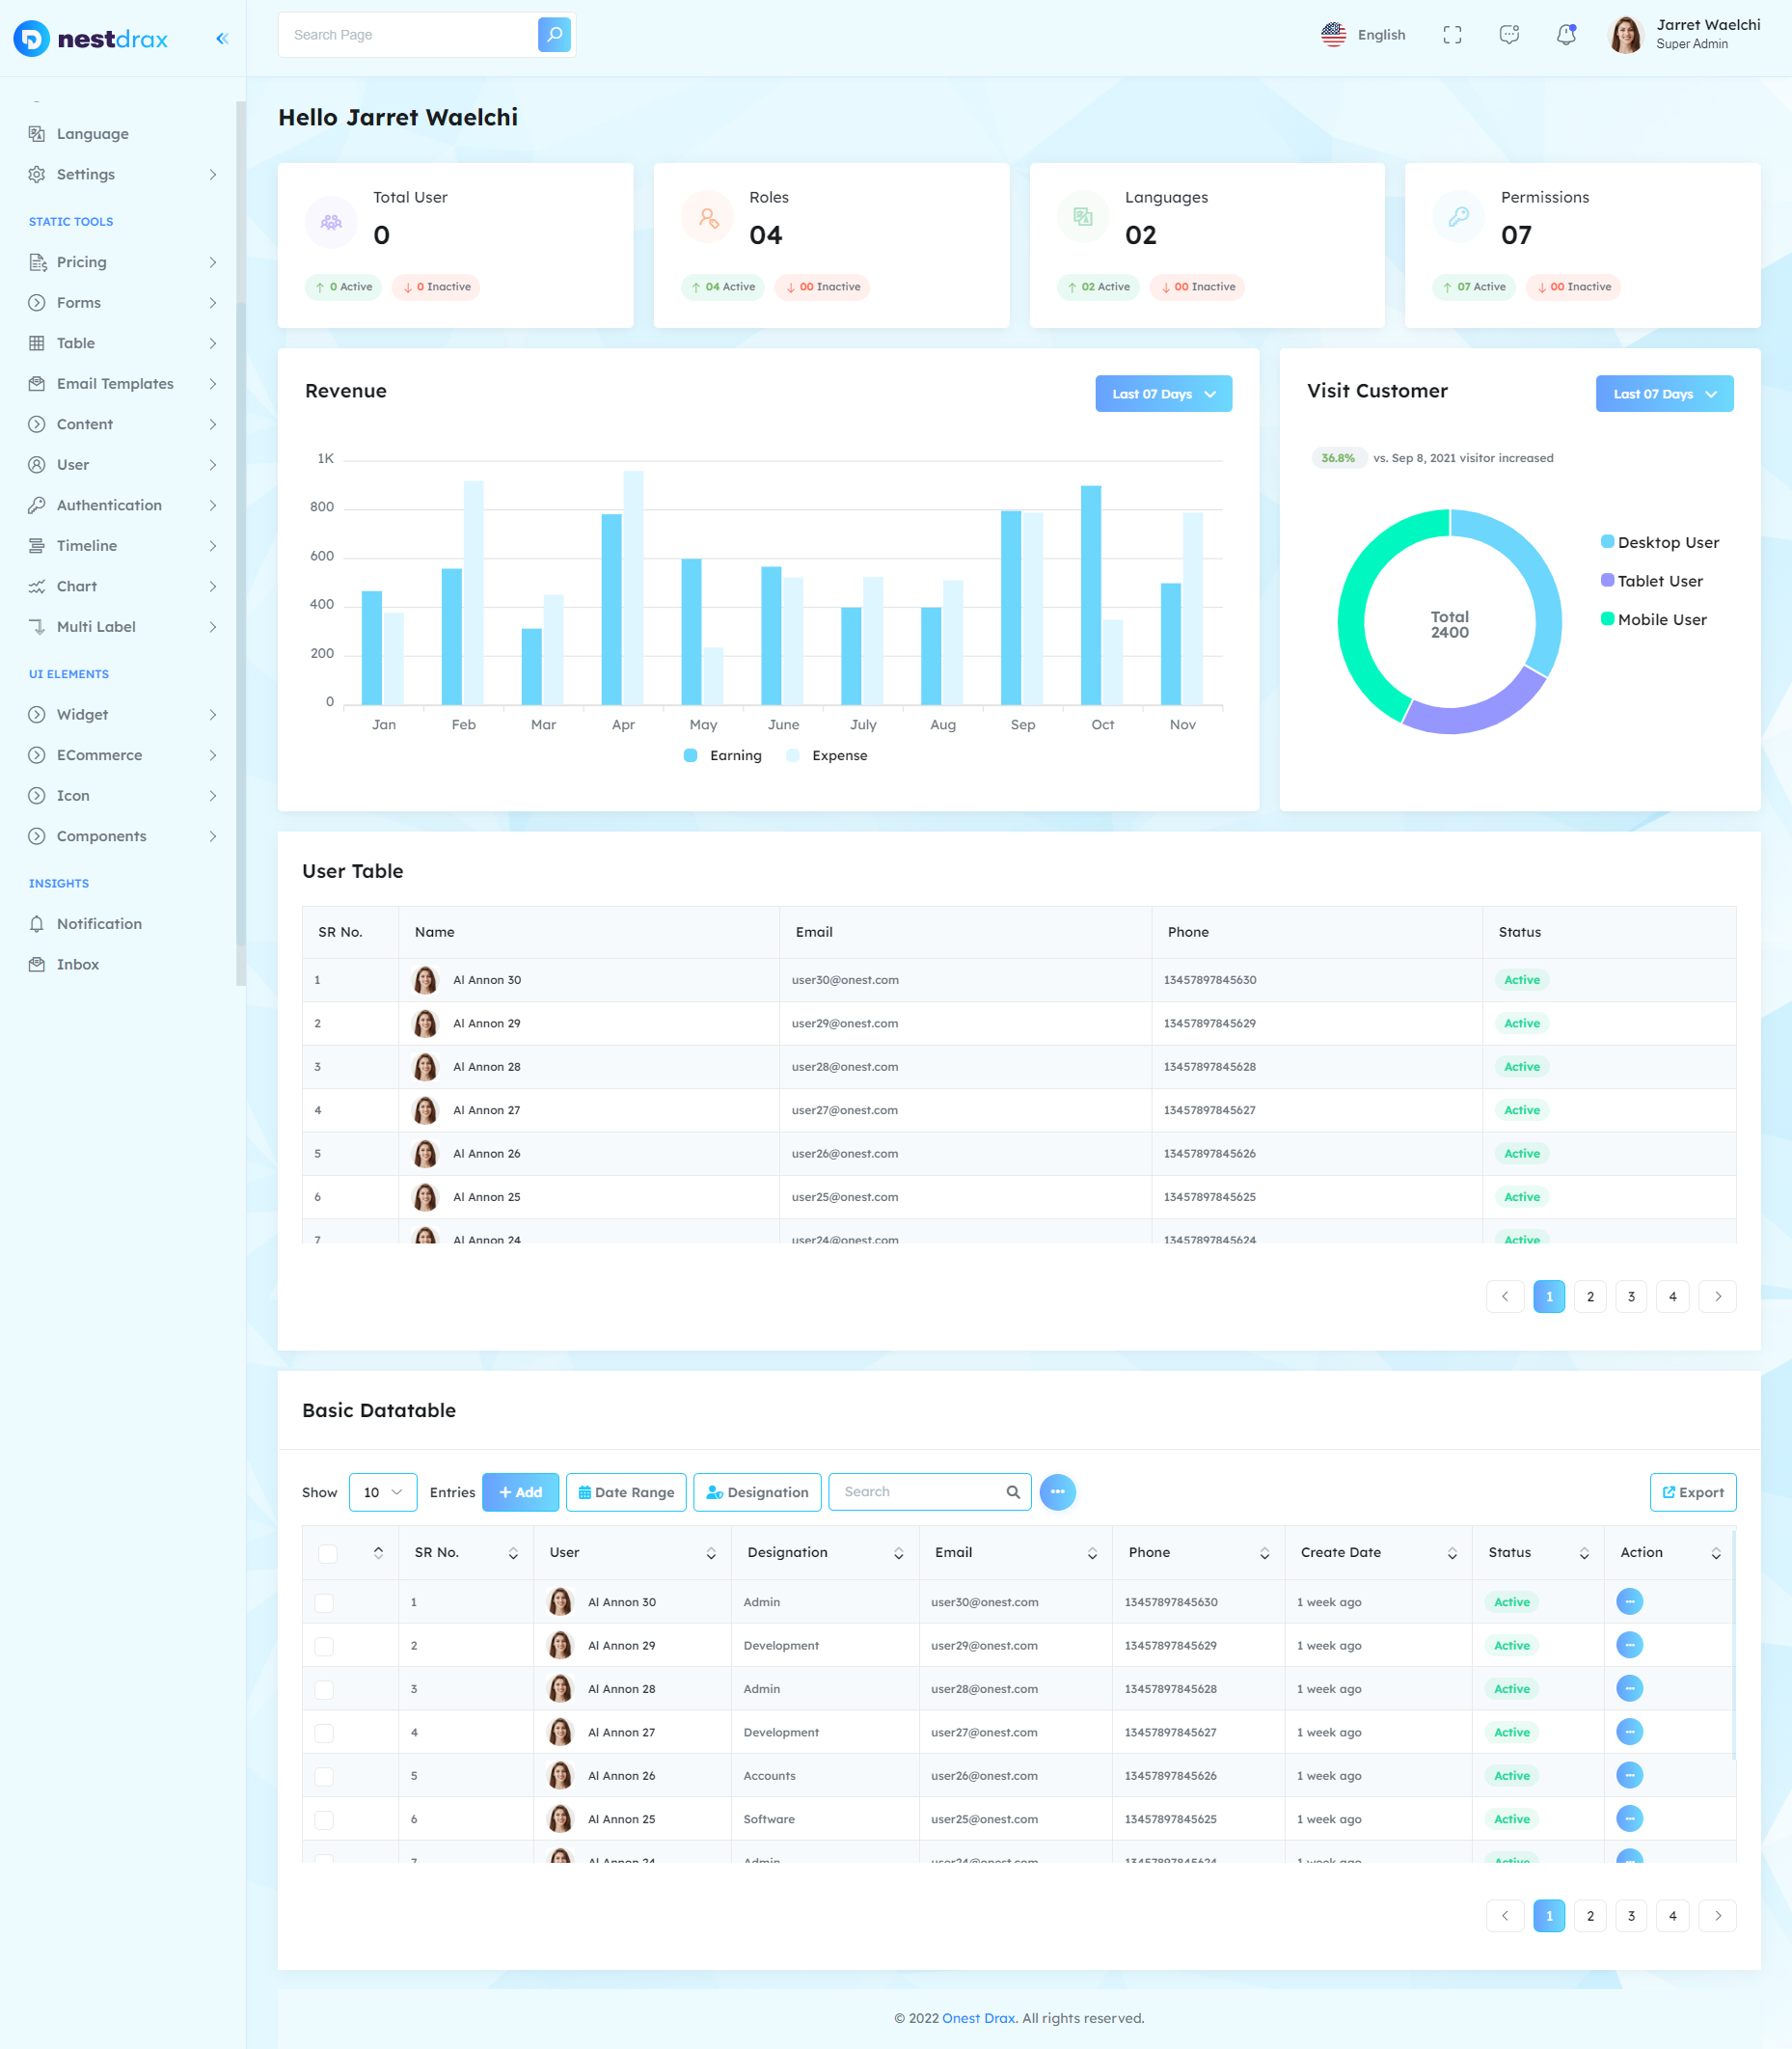 nestdrax
Search Page
English
Jarret Waelchi
Super Admin
Language
Settings
STATIC TOOLS
Pricing
Forms
Table
Email Templates
Content
User
Authentication
Timeline
Chart
Multi Label
UI ELEMENTS
Widget
ECommerce
Icon
Components
INSIGHTS
Notification
Inbox
Hello Jarret Waelchi
Total User
0
0 Active 0 Inactive
Roles
04
04 Active 00 Inactive
Languages
02
02 Active 00 Inactive
Permissions
07
07 Active 00 Inactive
Revenue
Last 07 Days
1K
800
600
400
200
0
Jan Feb Mar Apr May June July Aug Sep Oct Nov
Earning Expense
Visit Customer
Last 07 Days
36.8% vs. Sep 8, 2021 visitor increased
Total
2400
Desktop User
Tablet User
Mobile User
User Table
SR No. Name Email Phone Status
1 Al Annon 30 user30@onest.com 13457897845630 Active
2 Al Annon 29 user29@onest.com 13457897845629 Active
3 Al Annon 28 user28@onest.com 13457897845628 Active
4 Al Annon 27 user27@onest.com 13457897845627 Active
5 Al Annon 26 user26@onest.com 13457897845626 Active
6 Al Annon 25 user25@onest.com 13457897845625 Active
7 Al Annon 24 user24@onest.com 13457897845624 Active
1 2 3 4
Basic Datatable
Show 10 Entries + Add Date Range Designation Search Export
SR No. User Designation Email Phone Create Date Status Action
1 Al Annon 30 Admin user30@onest.com 13457897845630 1 week ago Active
2 Al Annon 29 Development user29@onest.com 13457897845629 1 week ago Active
3 Al Annon 28 Admin user28@onest.com 13457897845628 1 week ago Active
4 Al Annon 27 Development user27@onest.com 13457897845627 1 week ago Active
5 Al Annon 26 Accounts user26@onest.com 13457897845626 1 week ago Active
6 Al Annon 25 Software user25@onest.com 13457897845625 1 week ago Active
7 Al Annon 24 Admin user24@onest.com 13457897845624 1 week ago Active
1 2 3 4
© 2022 Onest Drax. All rights reserved.